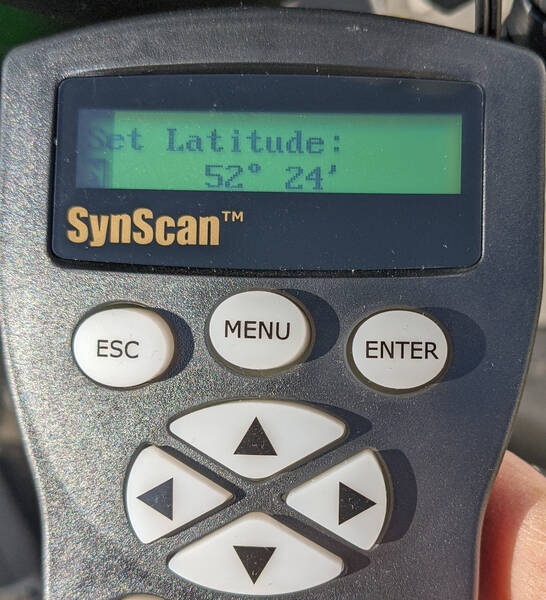 Set Latitude:
52° 24'
SynScan™
ESC MENU ENTER